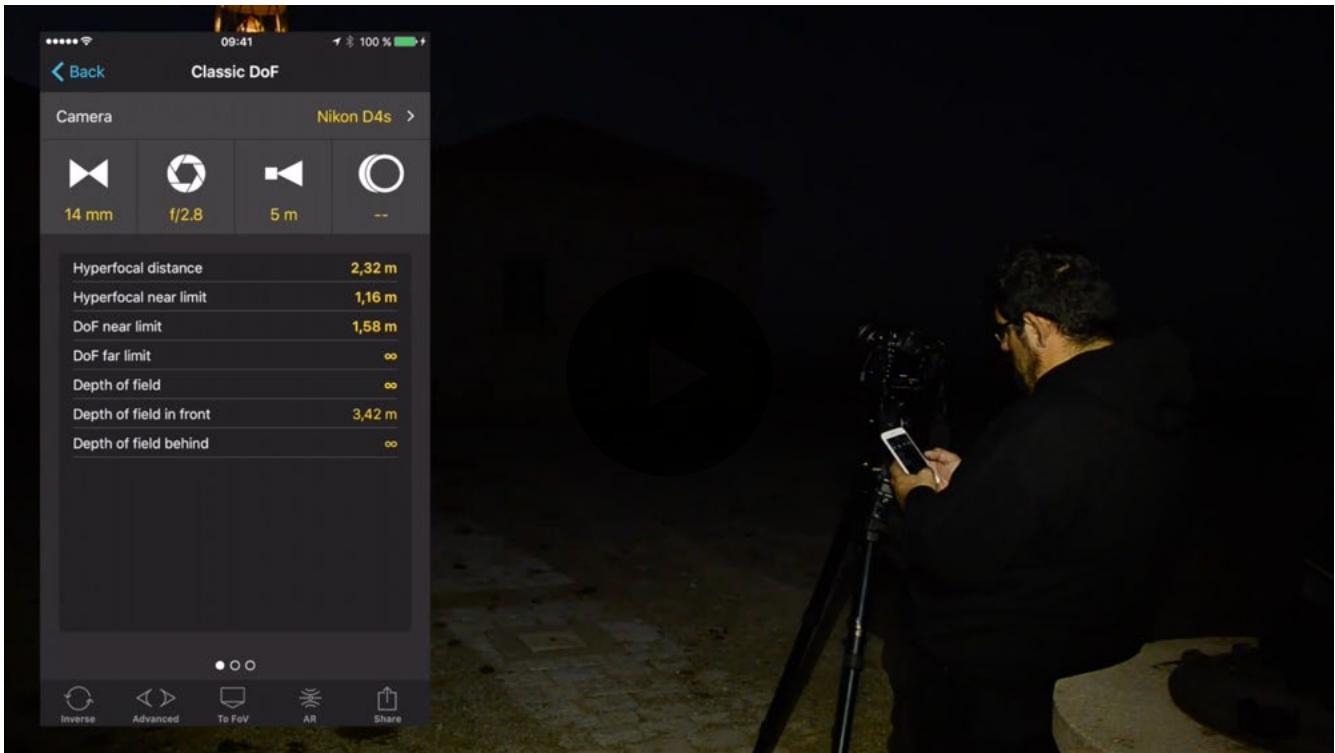 09:41 100 %
Back Classic DoF
Camera Nikon D4s
14 mm f/2.8 5 m --
Hyperfocal distance 2,32 m
Hyperfocal near limit 1,16 m
DoF near limit 1,58 m
DoF far limit ∞
Depth of field ∞
Depth of field in front 3,42 m
Depth of field behind ∞
Inverse Advanced To FoV AR Share